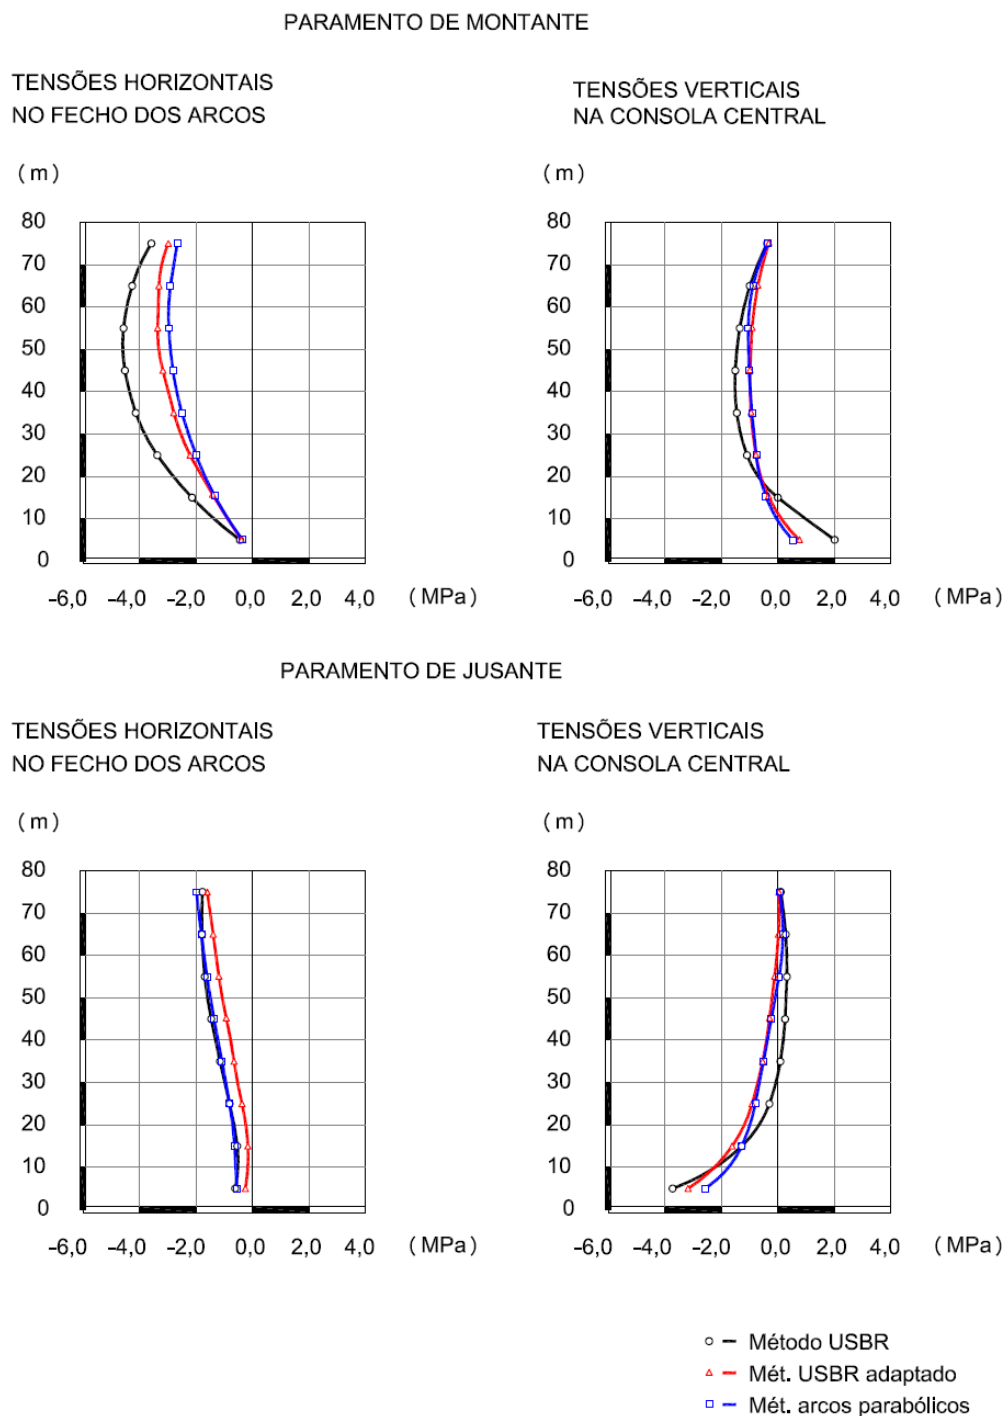 PARAMENTO DE MONTANTE
TENSÕES HORIZONTAIS
NO FECHO DOS ARCOS
(m)
80
70
60
50
40
30
20
10
0
-6,0 -4,0 -2,0 0,0 2,0 4,0 (MPa)
TENSÕES VERTICAIS
NA CONSOLA CENTRAL
(m)
80
70
60
50
40
30
20
10
0
-6,0 -4,0 -2,0 0,0 2,0 4,0 (MPa)
PARAMENTO DE JUSANTE
TENSÕES HORIZONTAIS
NO FECHO DOS ARCOS
(m)
80
70
60
50
40
30
20
10
0
-6,0 -4,0 -2,0 0,0 2,0 4,0 (MPa)
TENSÕES VERTICAIS
NA CONSOLA CENTRAL
(m)
80
70
60
50
40
30
20
10
0
-6,0 -4,0 -2,0 0,0 2,0 4,0 (MPa)
Método USBR
Mét. USBR adaptado
Mét. arcos parabólicos